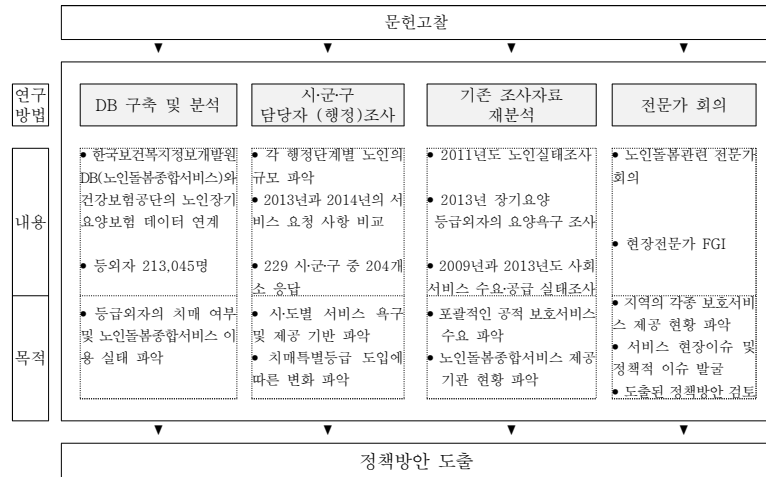 문헌고찰
연구
방법
DB 구축 및 분석
시·군·구
담당자 (행정)조사
기존 조사자료
재분석
전문가 회의
내용
● 한국보건복지정보개발원
DB(노인돌봄종합서비스)와
건강보험공단의 노인장기
요양보험 데이터 연계
● 등외자 213,045명
● 각 행정단계별 노인의
규모 파악
● 2013년과 2014년의 서
비스 요청 사항 비교
● 229 시·군·구 중 204개
소 응답
● 2011년도 노인실태조사
● 2013년 장기요양
등급외자의 요양욕구 조사
● 2009년과 2013년도 사회
서비스 수요·공급 실태조사
● 노인돌봄관련 전문가
회의
● 현장전문가 FGI
목적
● 등급외자의 치매 여부
및 노인돌봄종합서비스 이
용 실태 파악
● 시·도별 서비스 욕구
및 제공 기반 파악
● 치매특별등급 도입에
따른 변화 파악
● 포괄적인 공적 보호서비스
수요 파악
● 노인돌봄종합서비스 제공
기관 현황 파악
● 지역의 각종 보호서비
스 제공 현황 파악
● 서비스 현장이슈 및
정책적 이슈 발굴
● 도출된 정책방안 검토
정책방안 도출